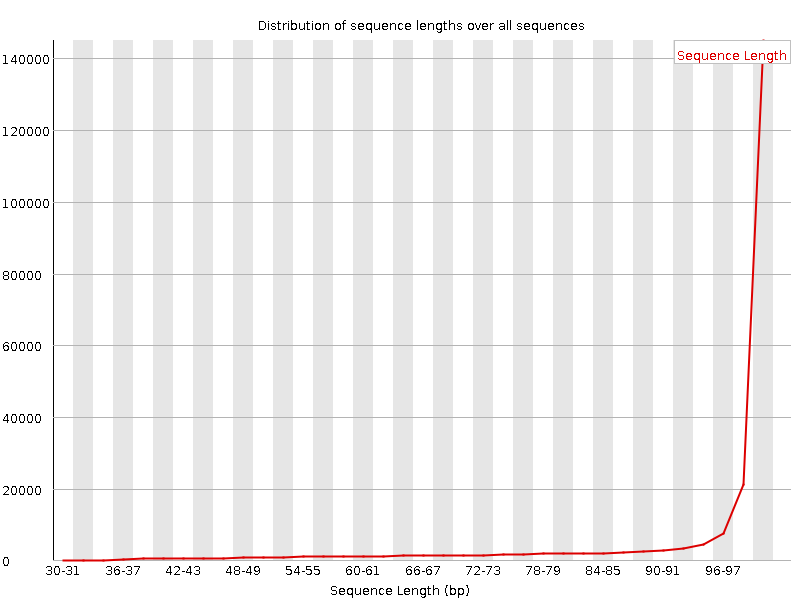 Distribution of sequence lengths over all sequences
Sequence Length
140000
120000
100000
80000
60000
40000
20000
0
30-31 36-37 42-43 48-49 54-55 60-61 66-67 72-73 78-79 84-85 90-91 96-97
Sequence Length (bp)